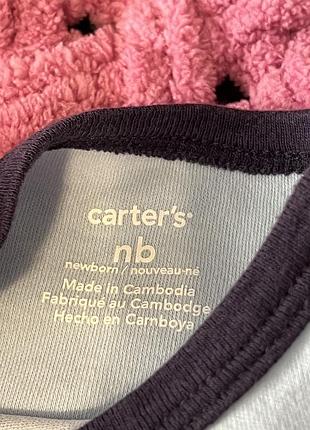 carter's
nb
newborn / nouveau-né
Made in Cambodia
Fabriqué au Cambodge
Hecho en Camboya